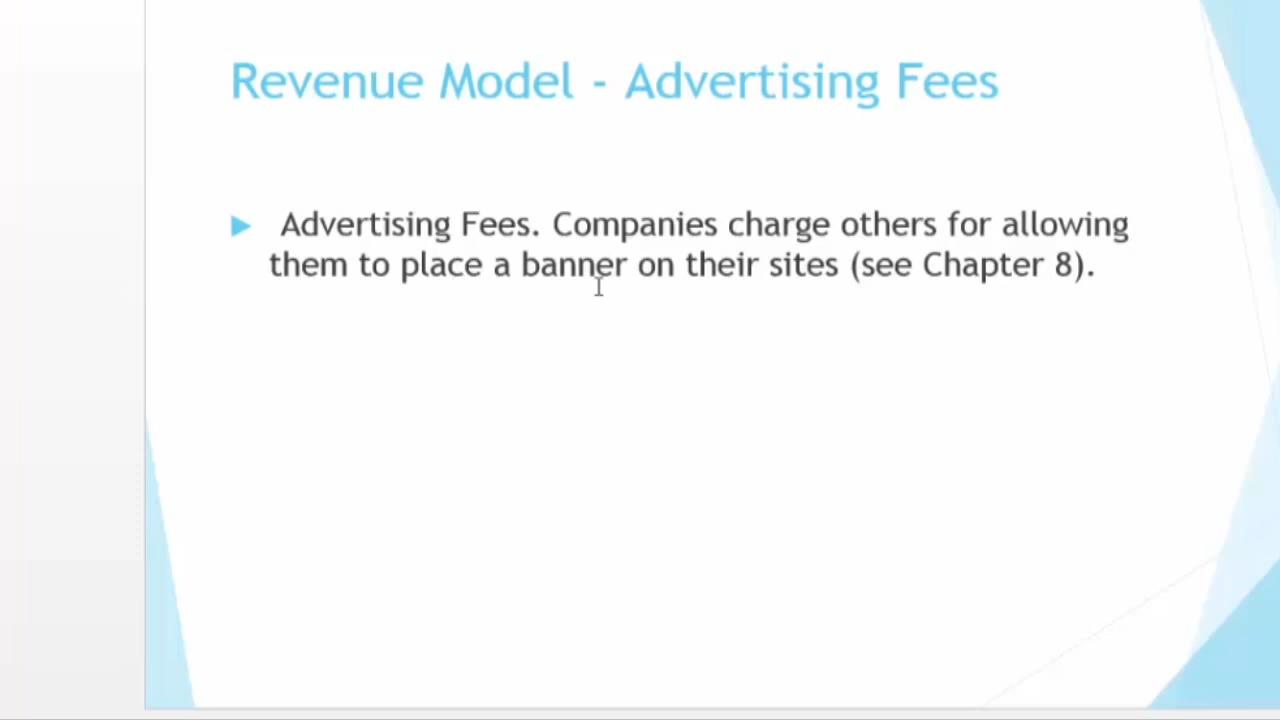 Revenue Model - Advertising Fees
Advertising Fees. Companies charge others for allowing
them to place a banner on their sites (see Chapter 8).